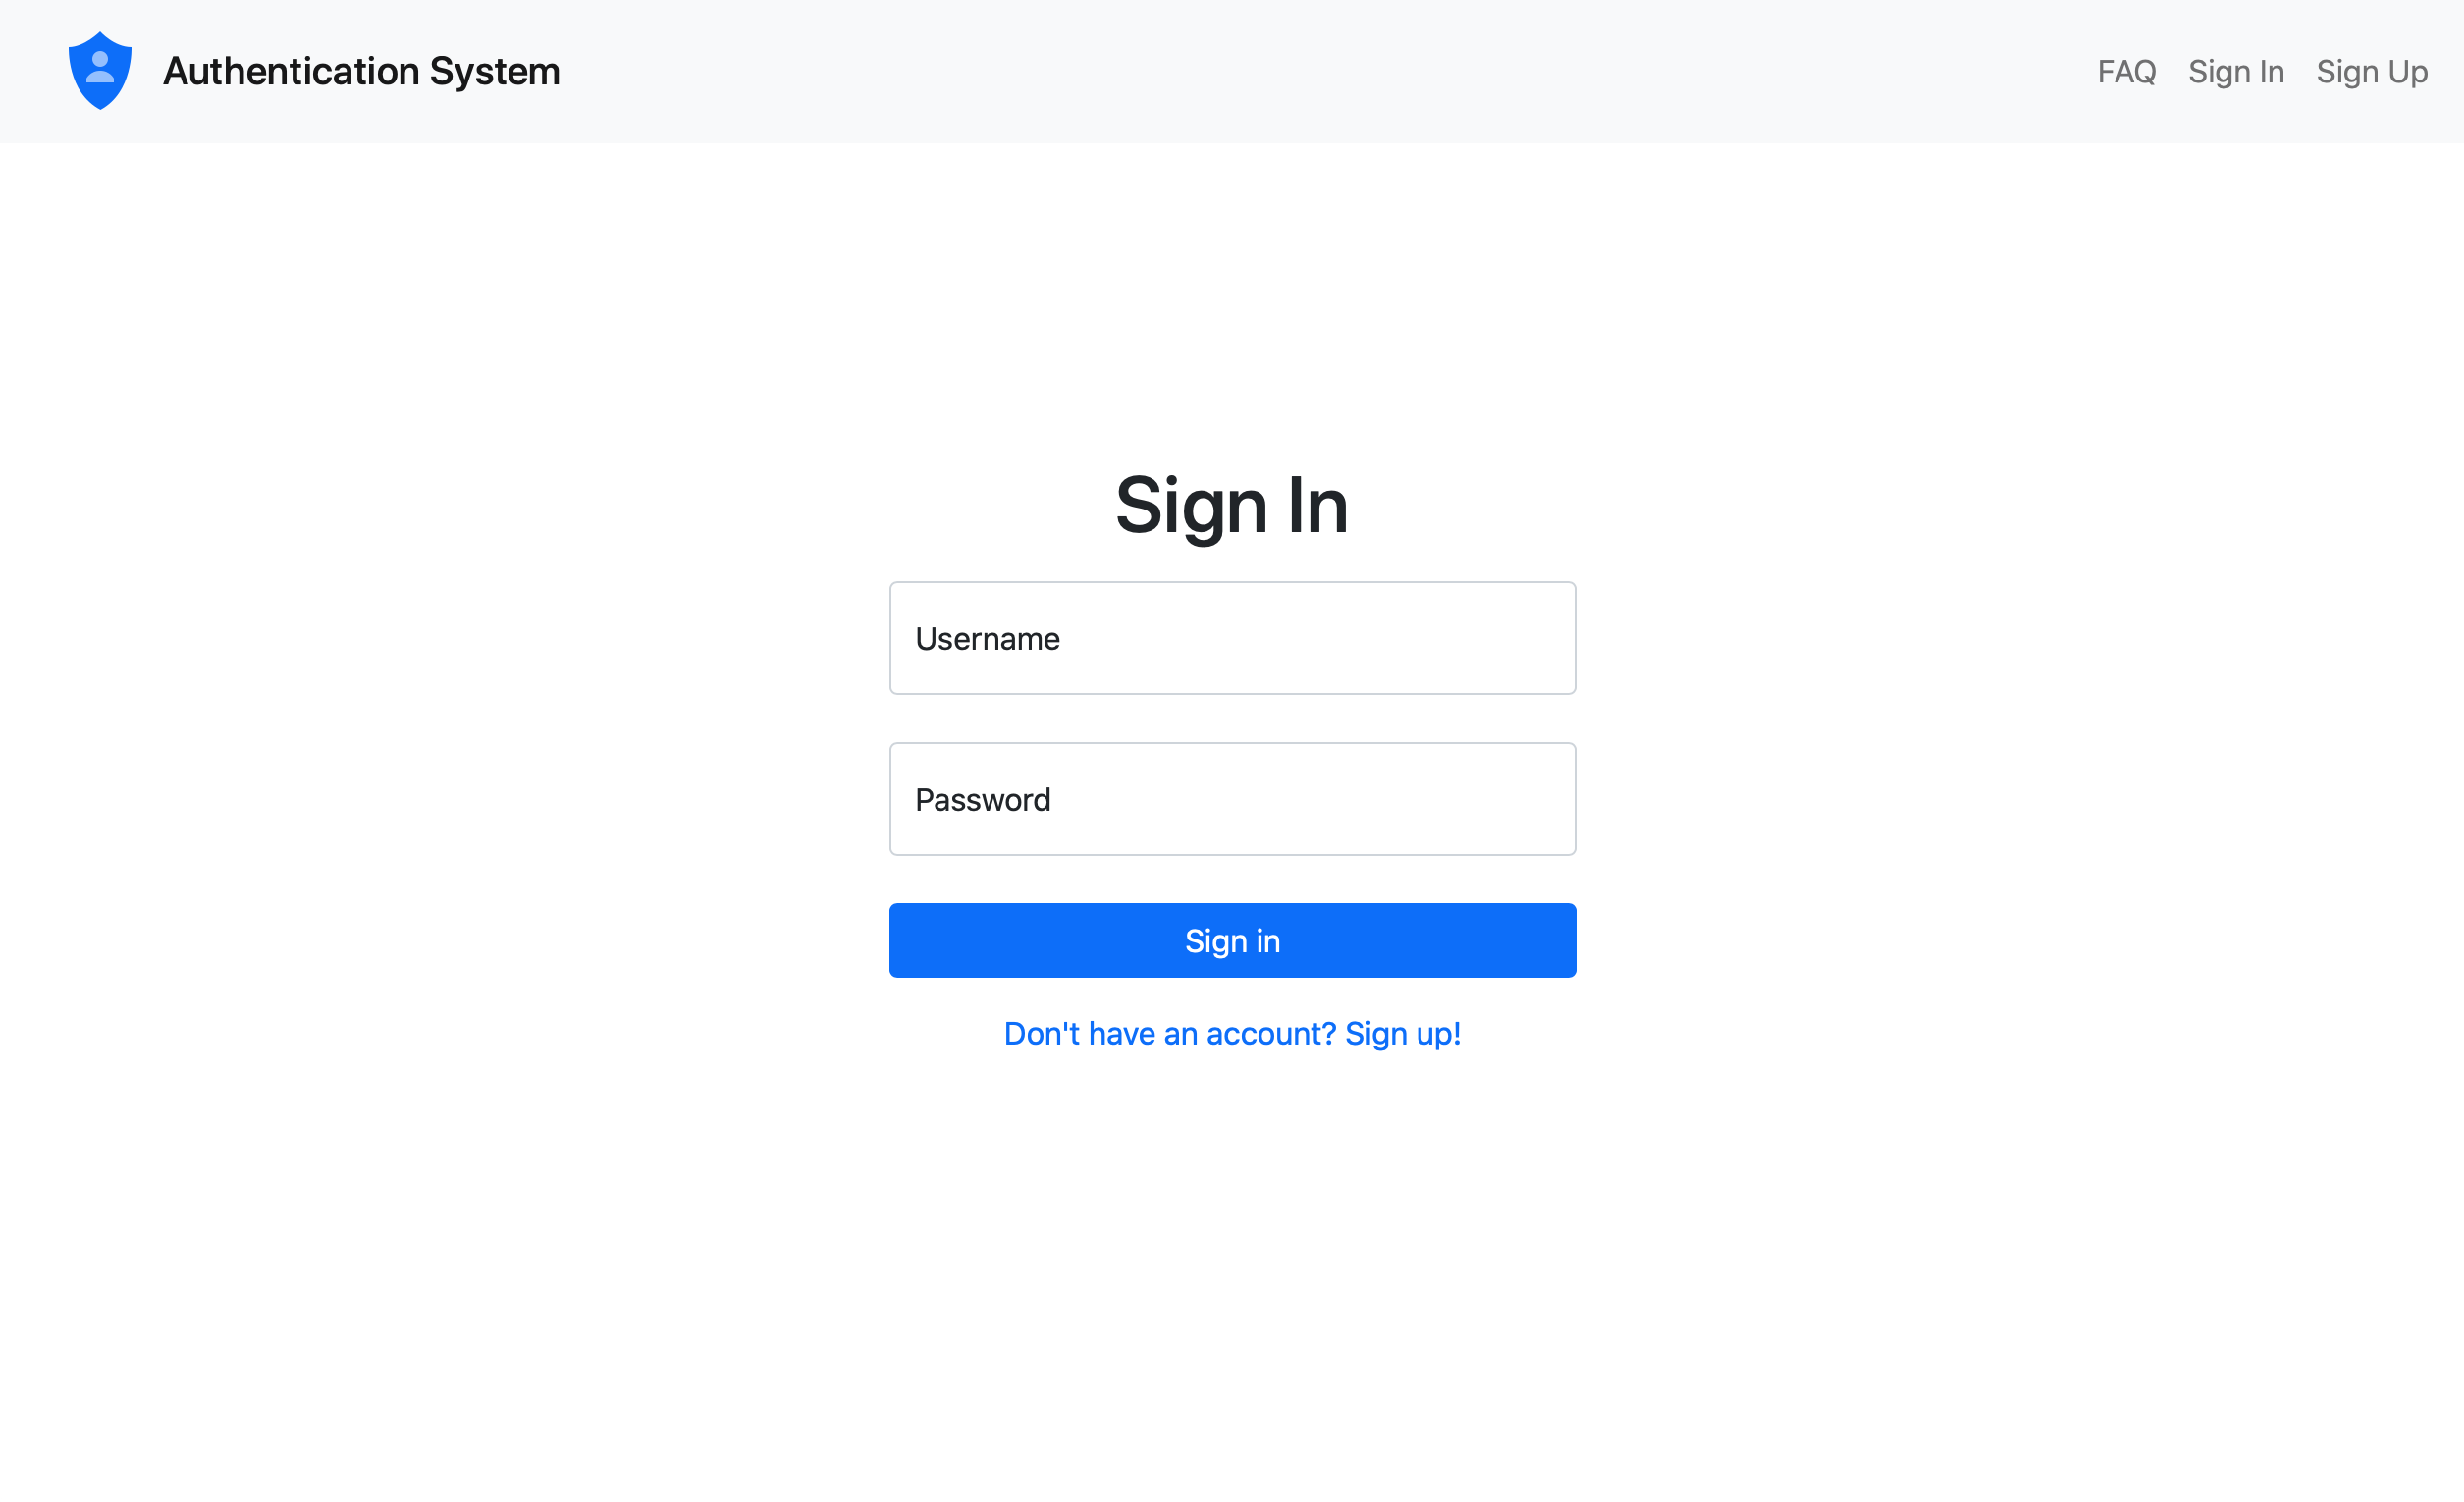 Authentication System
FAQ Sign In Sign Up
Sign In
Username
Password
Sign in
Don't have an account? Sign up!